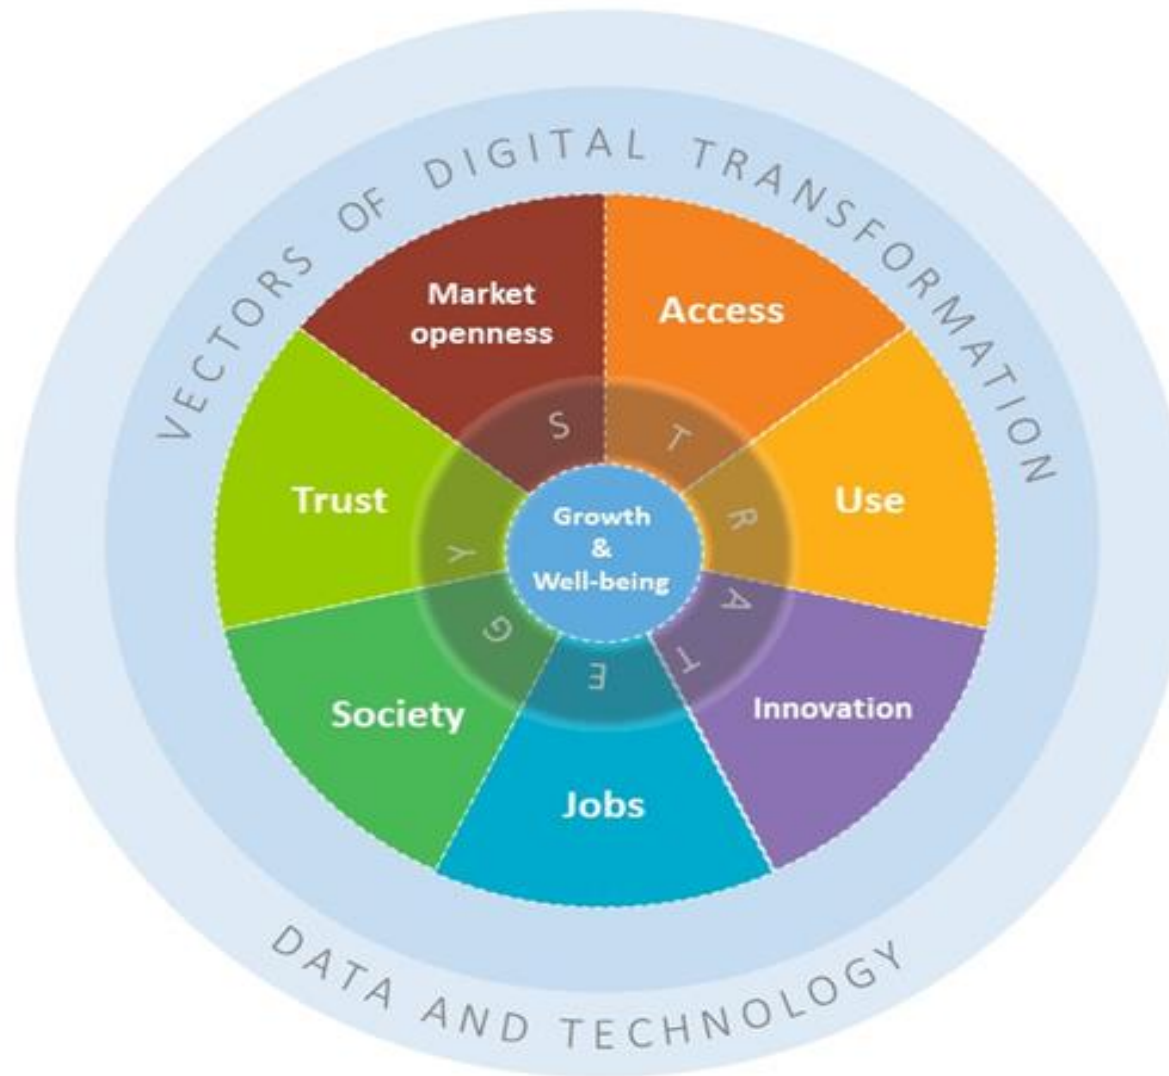 VECTORS OF DIGITAL TRANSFORMATION
Market
openness
Access
Trust
Use
STRATEGY
Growth
&
Well-being
Society
Innovation
Jobs
DATA AND TECHNOLOGY